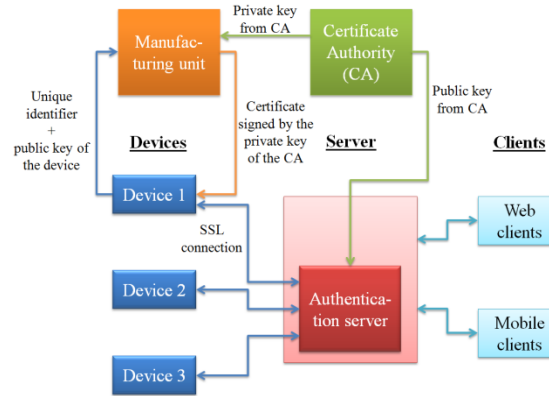 Private key
from CA
Manufac-
turing unit
Certificate
Authority
(CA)
Public key
from CA
Unique
identifier
+
public key of
the device
Certificate
signed by the
private key
of the CA
Devices
Server
Clients
Device 1
SSL
connection
Web
clients
Device 2
Authentica-
tion server
Mobile
clients
Device 3